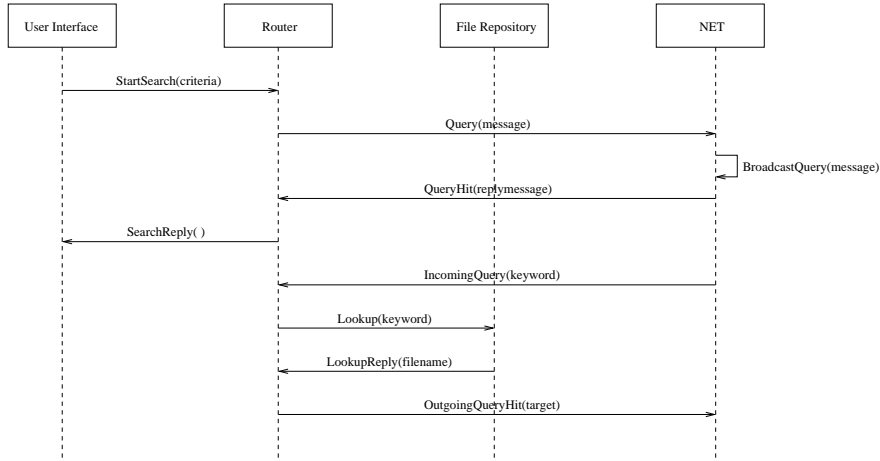 User Interface
Router
File Repository
NET
StartSearch(criteria)
Query(message)
BroadcastQuery(message)
QueryHit(replymessage)
SearchReply( )
IncomingQuery(keyword)
Lookup(keyword)
LookupReply(filename)
OutgoingQueryHit(target)